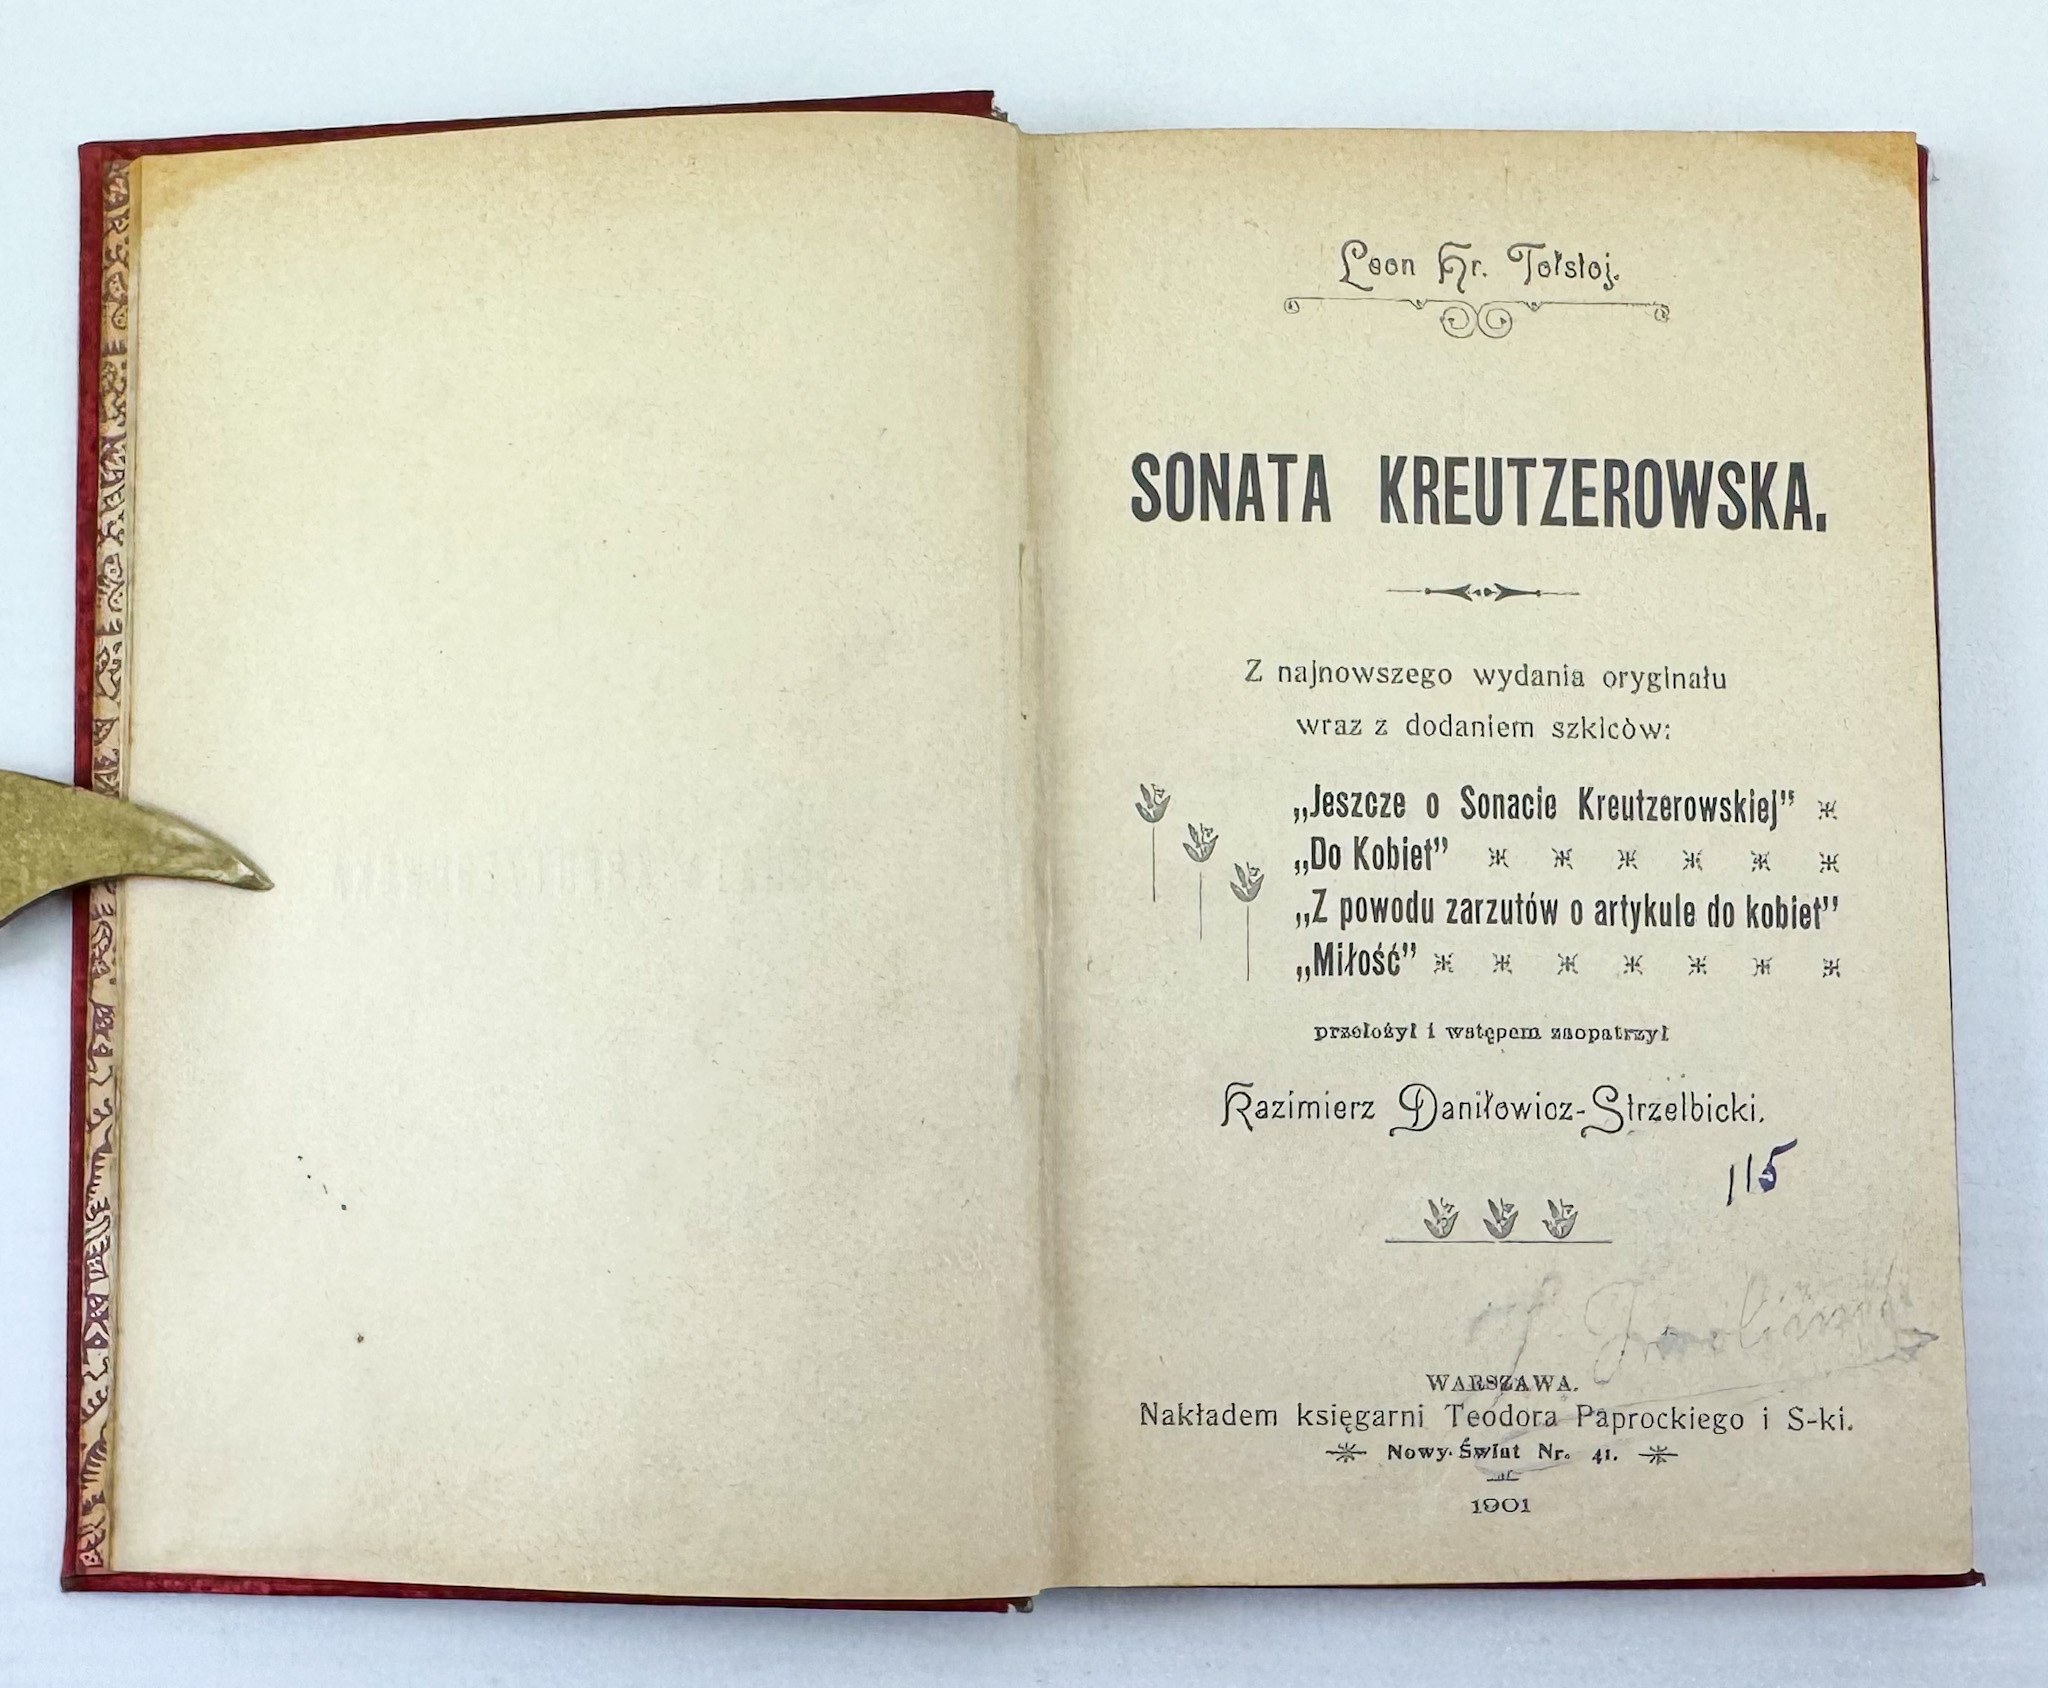 Leon Hr. Tołstoj.
SONATA KREUTZEROWSKA.
Z najnowszego wydania oryginału
wraz z dodaniem szkiców:
„Jeszcze o Sonacie Kreutzerowskiej”
„Do Kobiet”
„Z powodu zarzutów o artykule do kobiet”
„Miłość”
przełożył i wstępem zaopatrzył
Kazimierz Daniłowicz-Strzelbicki.
115
WARSZAWA.
Nakładem księgarni Teodora Paprockiego i S-ki.
Nowy-Świat Nr. 41.
1901